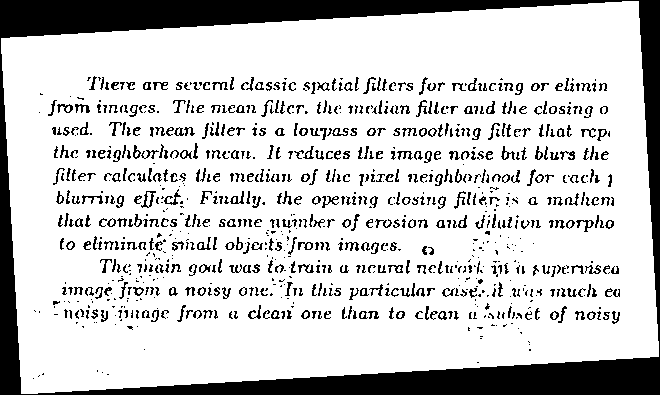 There are several classic spatial filters for reducing or elimin
from images. The mean filter, the median filter and the closing o
used. The mean filter is a lowpass or smoothing filter that
the neighborhood mean. It reduces the image noise but blurs the
filter calculates the median of the pixel neighborhood for each
blurring effect. Finally, the opening closing filter is a mathem
that combines the same number of erosion and dilation morpho
to eliminate small objects from images.
The main goal was to train a neural network in a supervised
image from a noisy one. In this particular case, it was much ea
noisy image from a clean one than to clean a subset of noisy